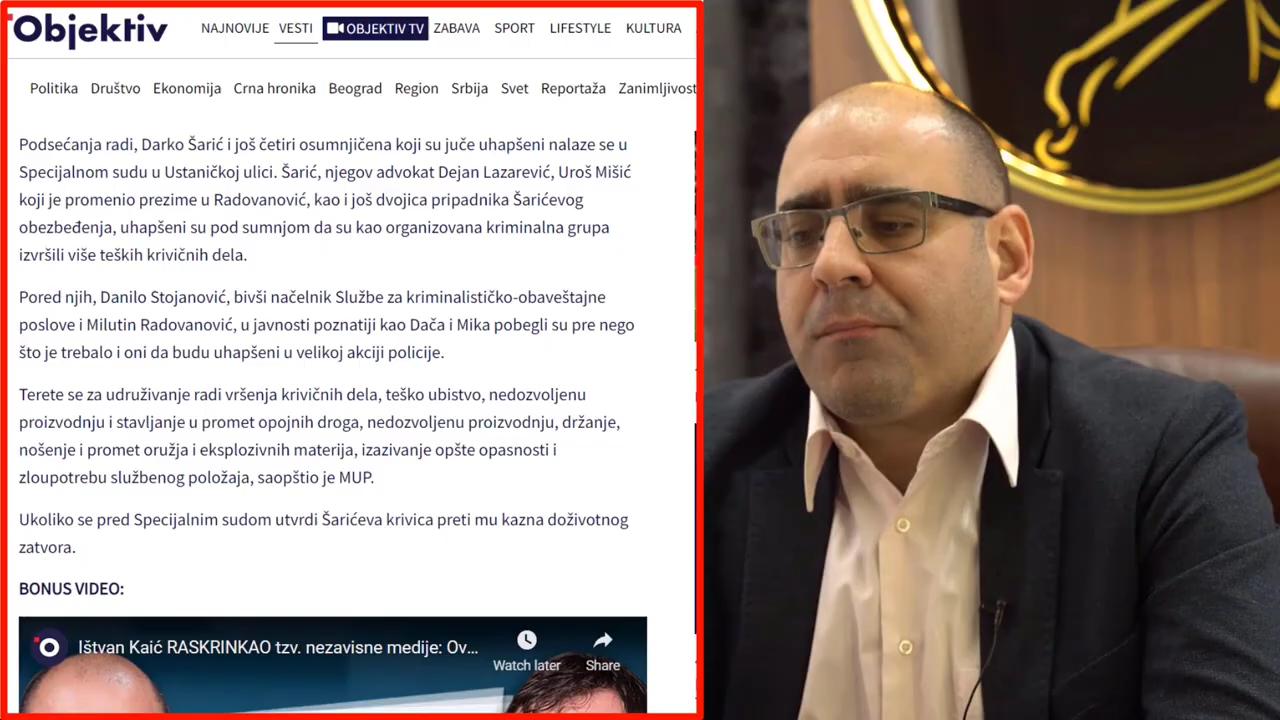 Objektiv
NAJNOVIJE VESTI OBJEKTIV TV ZABAVA SPORT LIFESTYLE KULTURA
Politika Društvo Ekonomija Crna hronika Beograd Region Srbija Svet Reportaža Zanimljivost
Podsećanja radi, Darko Šarić i još četiri osumnjičena koji su juče uhapšeni nalaze se u
Specijalnom sudu u Ustaničkoj ulici. Šarić, njegov advokat Dejan Lazarević, Uroš Mišić
koji je promenio prezime u Radovanović, kao i još dvojica pripadnika Šarićevog
obezbeđenja, uhapšeni su pod sumnjom da su kao organizovana kriminalna grupa
izvršili više teških krivičnih dela.
Pored njih, Danilo Stojanović, bivši načelnik Službe za kriminalističko-obaveštajne
poslove i Milutin Radovanović, u javnosti poznatiji kao Dača i Mika pobegli su pre nego
što je trebalo i oni da budu uhapšeni u velikoj akciji policije.
Terete se za udruživanje radi vršenja krivičnih dela, teško ubistvo, nedozvoljenu
proizvodnju i stavljanje u promet opojnih droga, nedozvoljenu proizvodnju, držanje,
nošenje i promet oružja i eksplozivnih materija, izazivanje opšte opasnosti i
zloupotrebu službenog položaja, saopštio je MUP.
Ukoliko se pred Specijalnim sudom utvrdi Šarićeva krivica preti mu kazna doživotnog
zatvora.
BONUS VIDEO:
Ištvan Kaić RASKRINKAO tzv. nezavisne medije: Ov...
Watch later Share